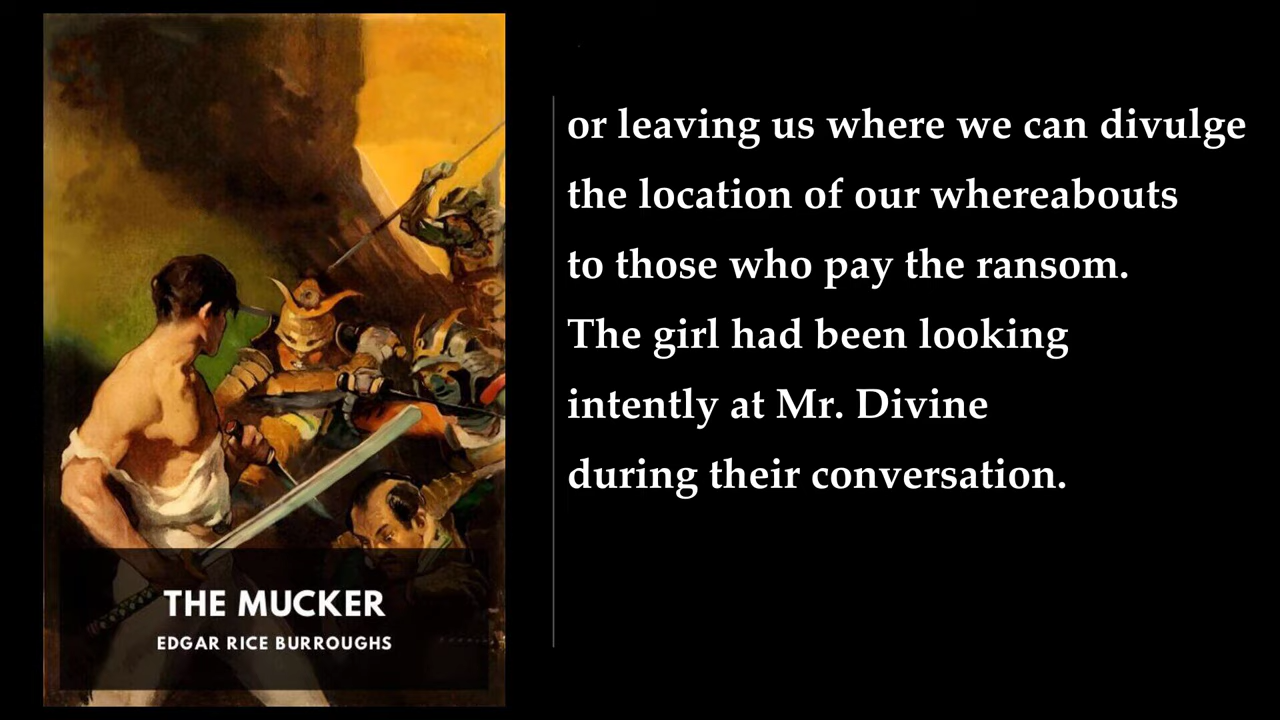 THE MUCKER
EDGAR RICE BURROUGHS
or leaving us where we can divulge
the location of our whereabouts
to those who pay the ransom.
The girl had been looking
intently at Mr. Divine
during their conversation.